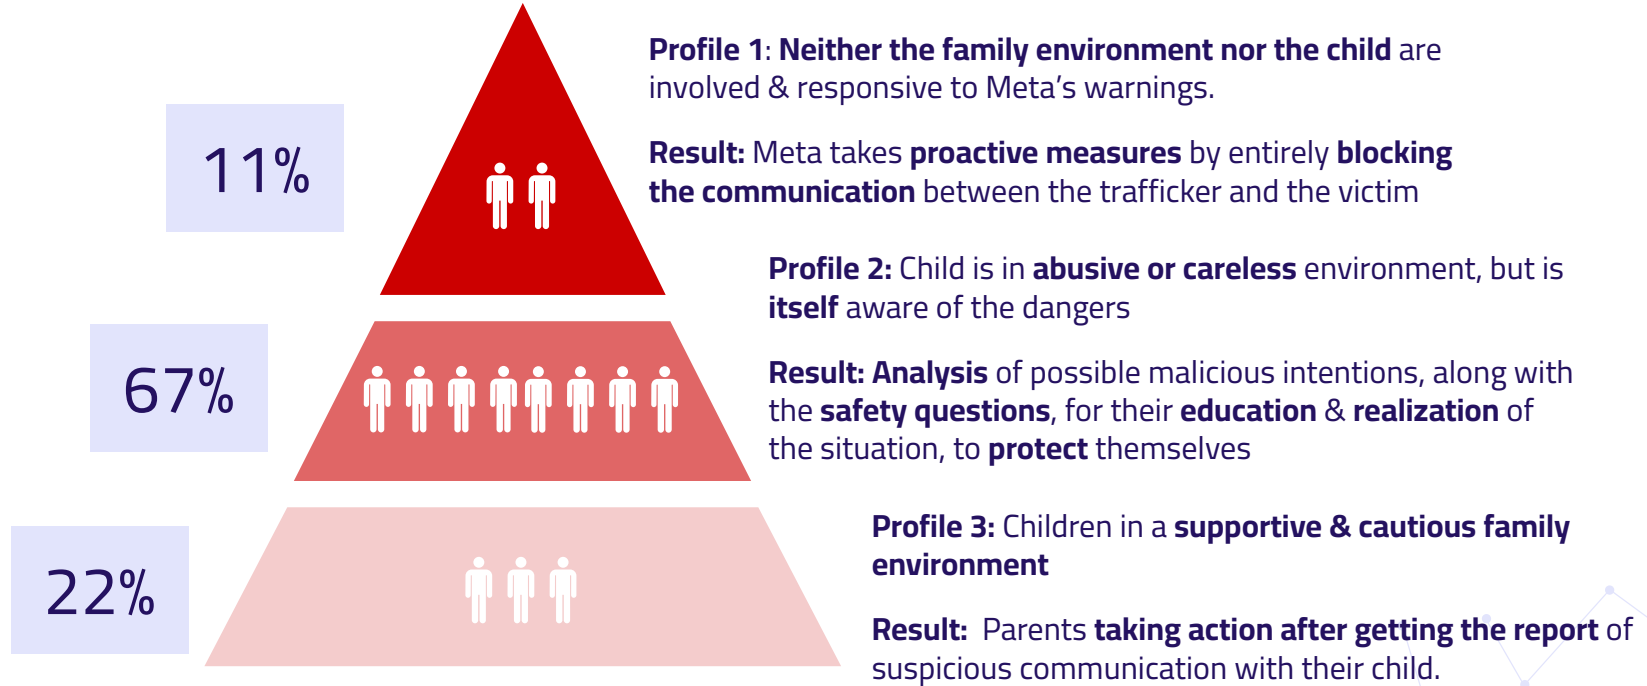 Profile 1: Neither the family environment nor the child are
involved & responsive to Meta's warnings.
11%
Result: Meta takes proactive measures by entirely blocking
the communication between the trafficker and the victim
Profile 2: Child is in abusive or careless environment, but is
itself aware of the dangers
67%
Result: Analysis of possible malicious intentions, along with
the safety questions, for their education & realization of
the situation, to protect themselves
Profile 3: Children in a supportive & cautious family
environment
22%
Result: Parents taking action after getting the report of
suspicious communication with their child.